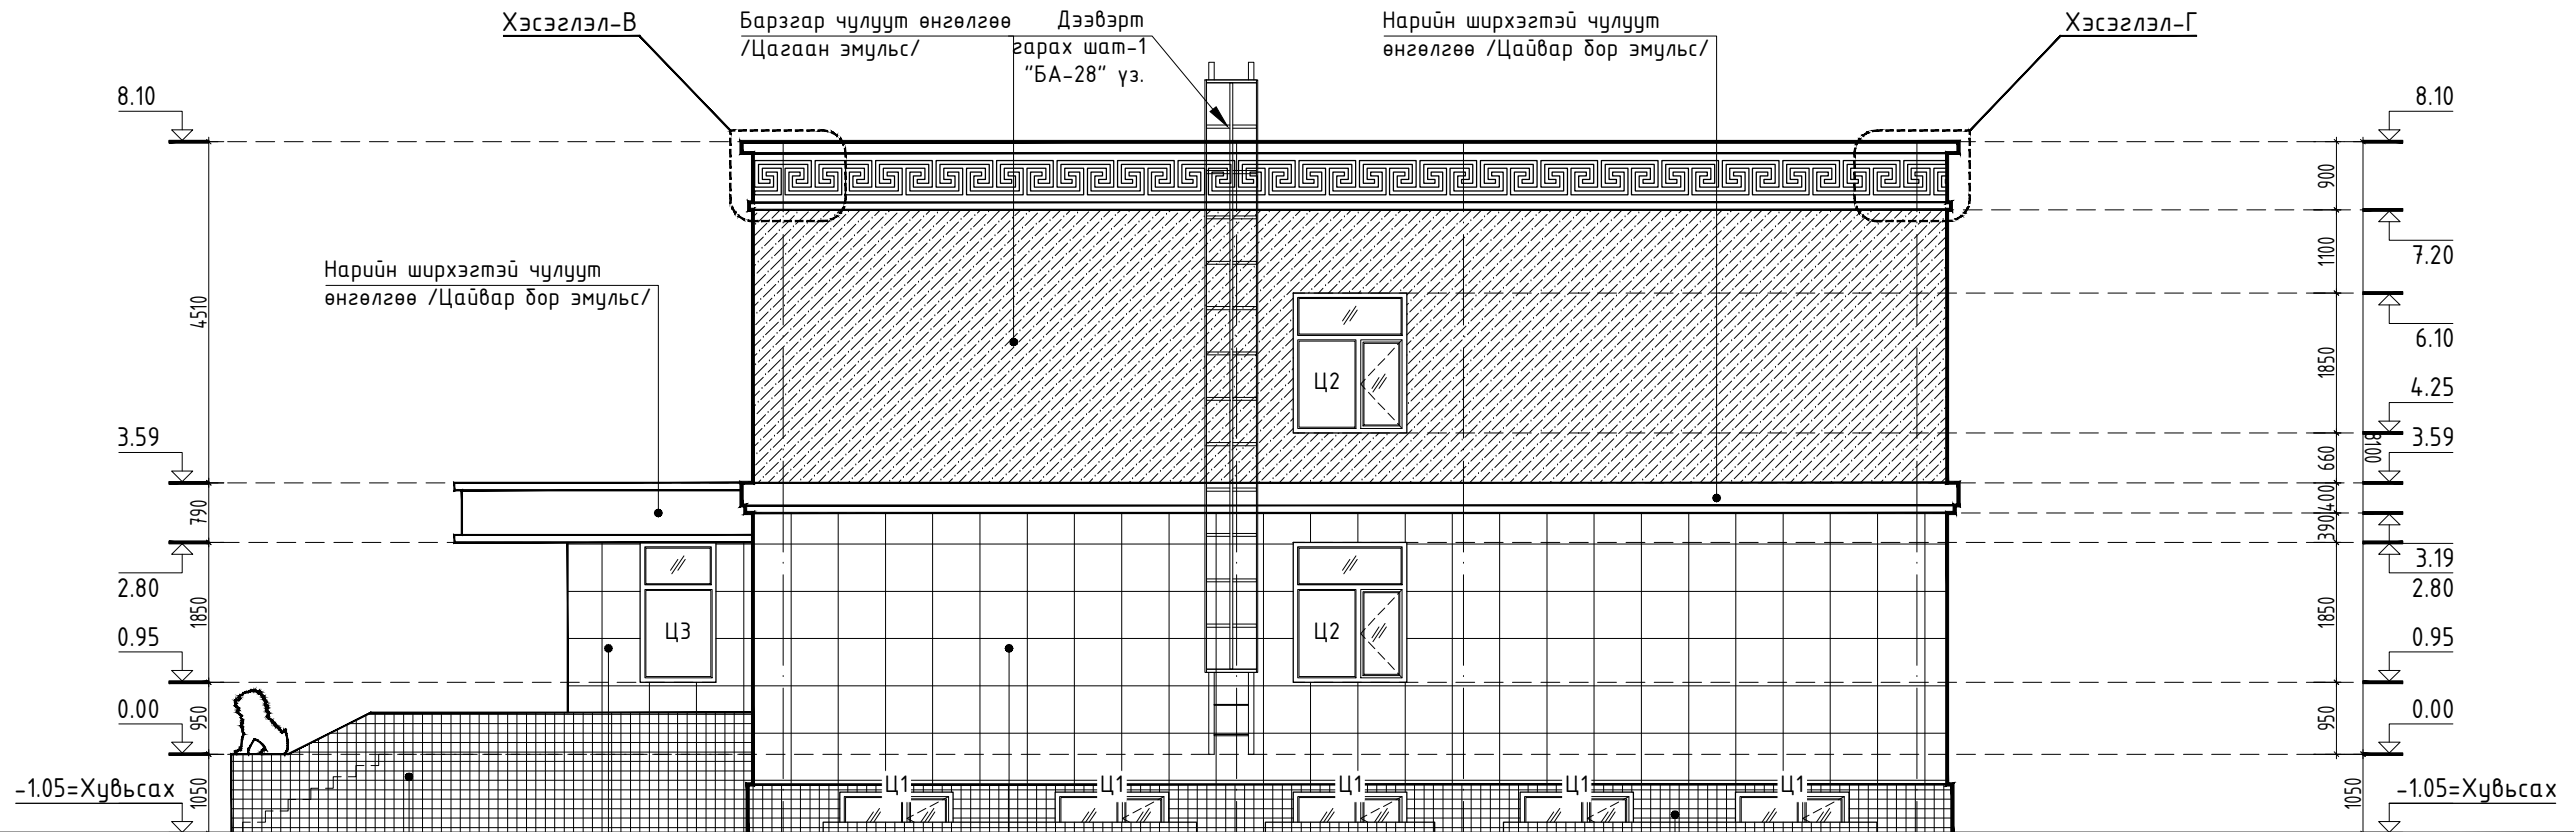 Хэсэглэл-В
Барзгар чулуут өнгөлгөө
/Цагаан эмульс/
Дээвэрт
гарах шат-1
"БА-28" үз.
Нарийн ширхэгтэй чулуут
өнгөлгөө /Цайвар бор эмульс/
Хэсэглэл-Г
8.10
8.10
900
7.20
1100
Нарийн ширхэгтэй чулуут
өнгөлгөө /Цайвар бор эмульс/
4510
6.10
1850
Ц2
4.25
3.59
3.59
8100
660
400
790
390
3.19
2.80
2.80
1850
Ц3
Ц2
1850
0.95
0.95
0.00
950
950
0.00
Ц1
Ц1
Ц1
Ц1
Ц1
-1.05=Хувьсах
1050
1050
-1.05=Хувьсах